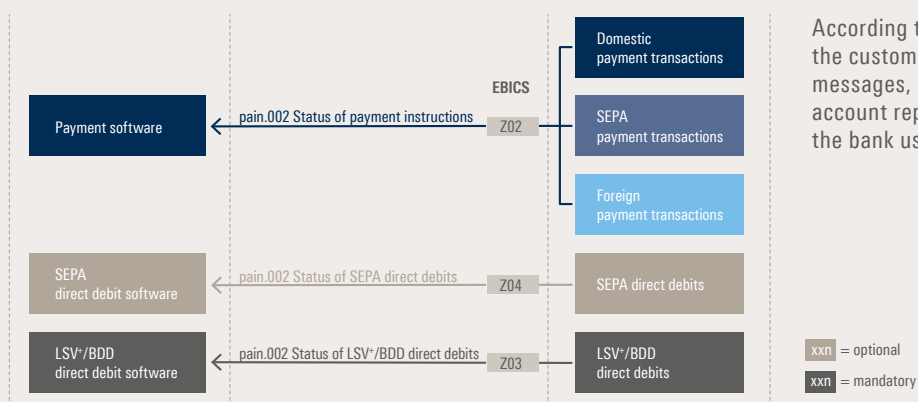 EBICS
Payment software
pain.002 Status of payment instructions
Z02
Domestic
payment transactions
SEPA
payment transactions
Foreign
payment transactions
SEPA
direct debit software
pain.002 Status of SEPA direct debits
Z04
SEPA direct debits
LSV+/BDD
direct debit software
pain.002 Status of LSV+/BDD direct debits
Z03
LSV+/BDD
direct debits
According
the
messages,
account
the bank
xxn = optional
xxn = mandatory